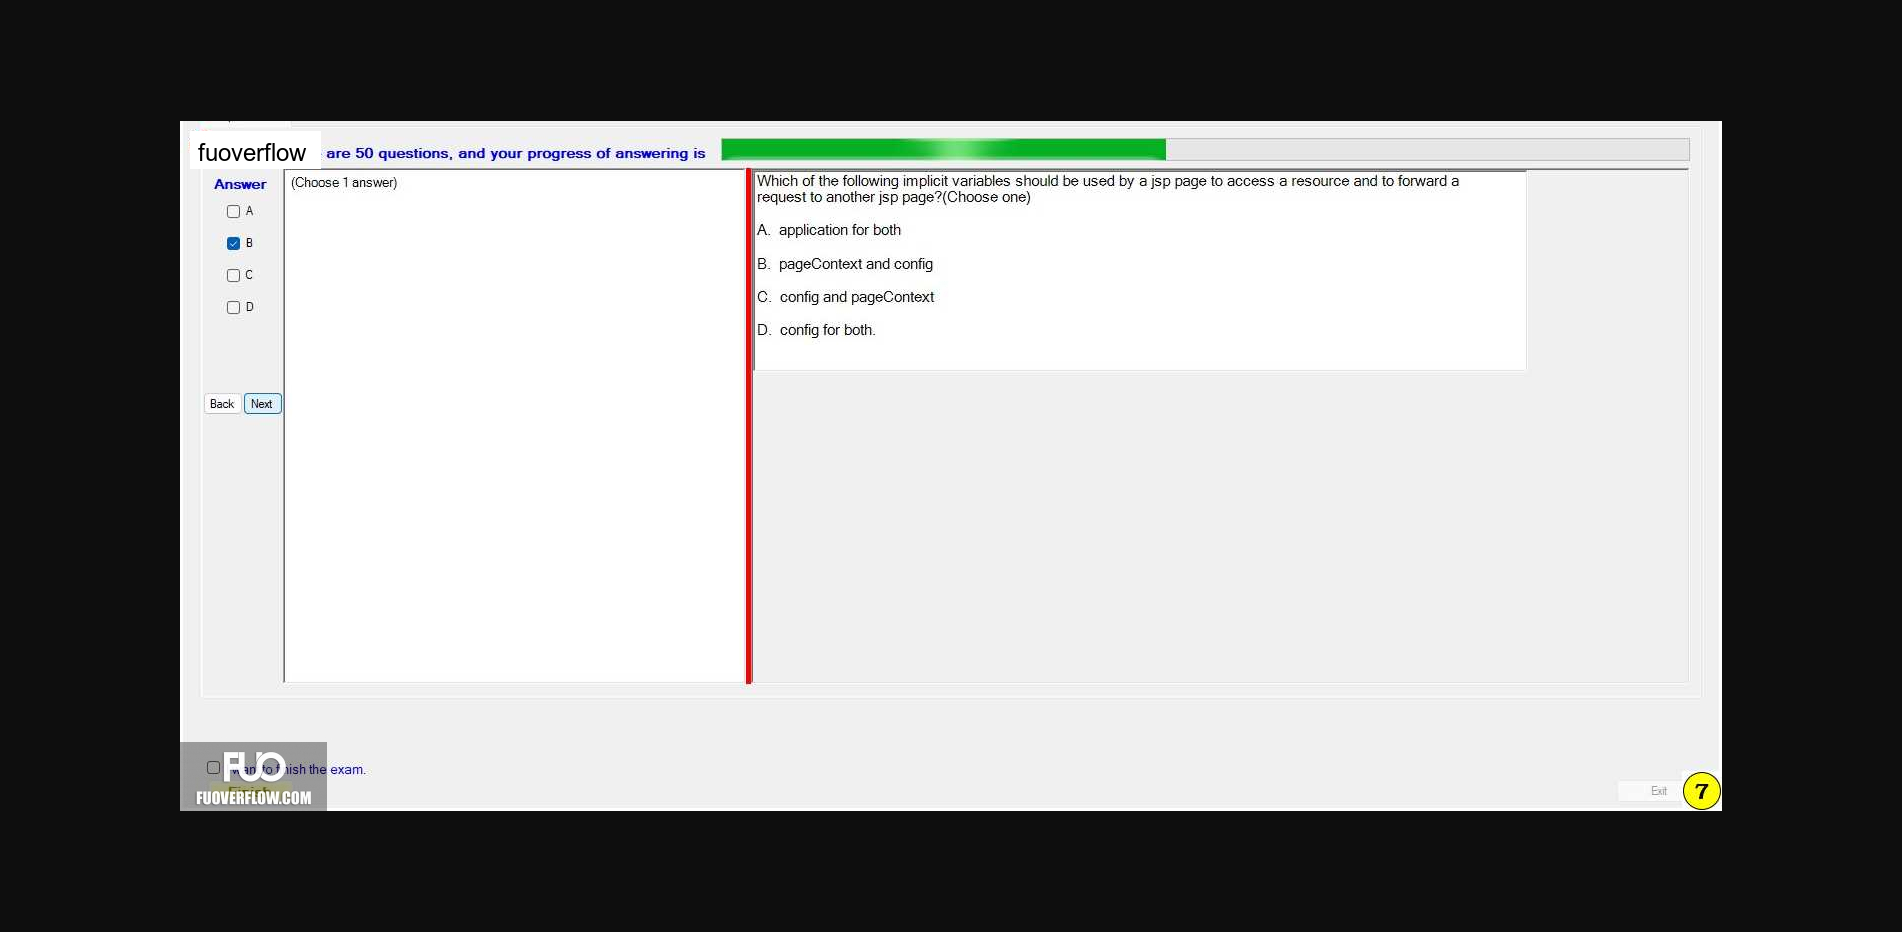 fuoverflow are 50 questions, and your progress of answering is
Answer
(Choose 1 answer)
A
B
C
D
Back Next
Which of the following implicit variables should be used by a jsp page to access a resource and to forward a
request to another jsp page?(Choose one)
A. application for both
B. pageContext and config
C. config and pageContext
D. config for both.
want to finish the exam.
Finish
FUO
FUOVERFLOW.COM
Exit
7